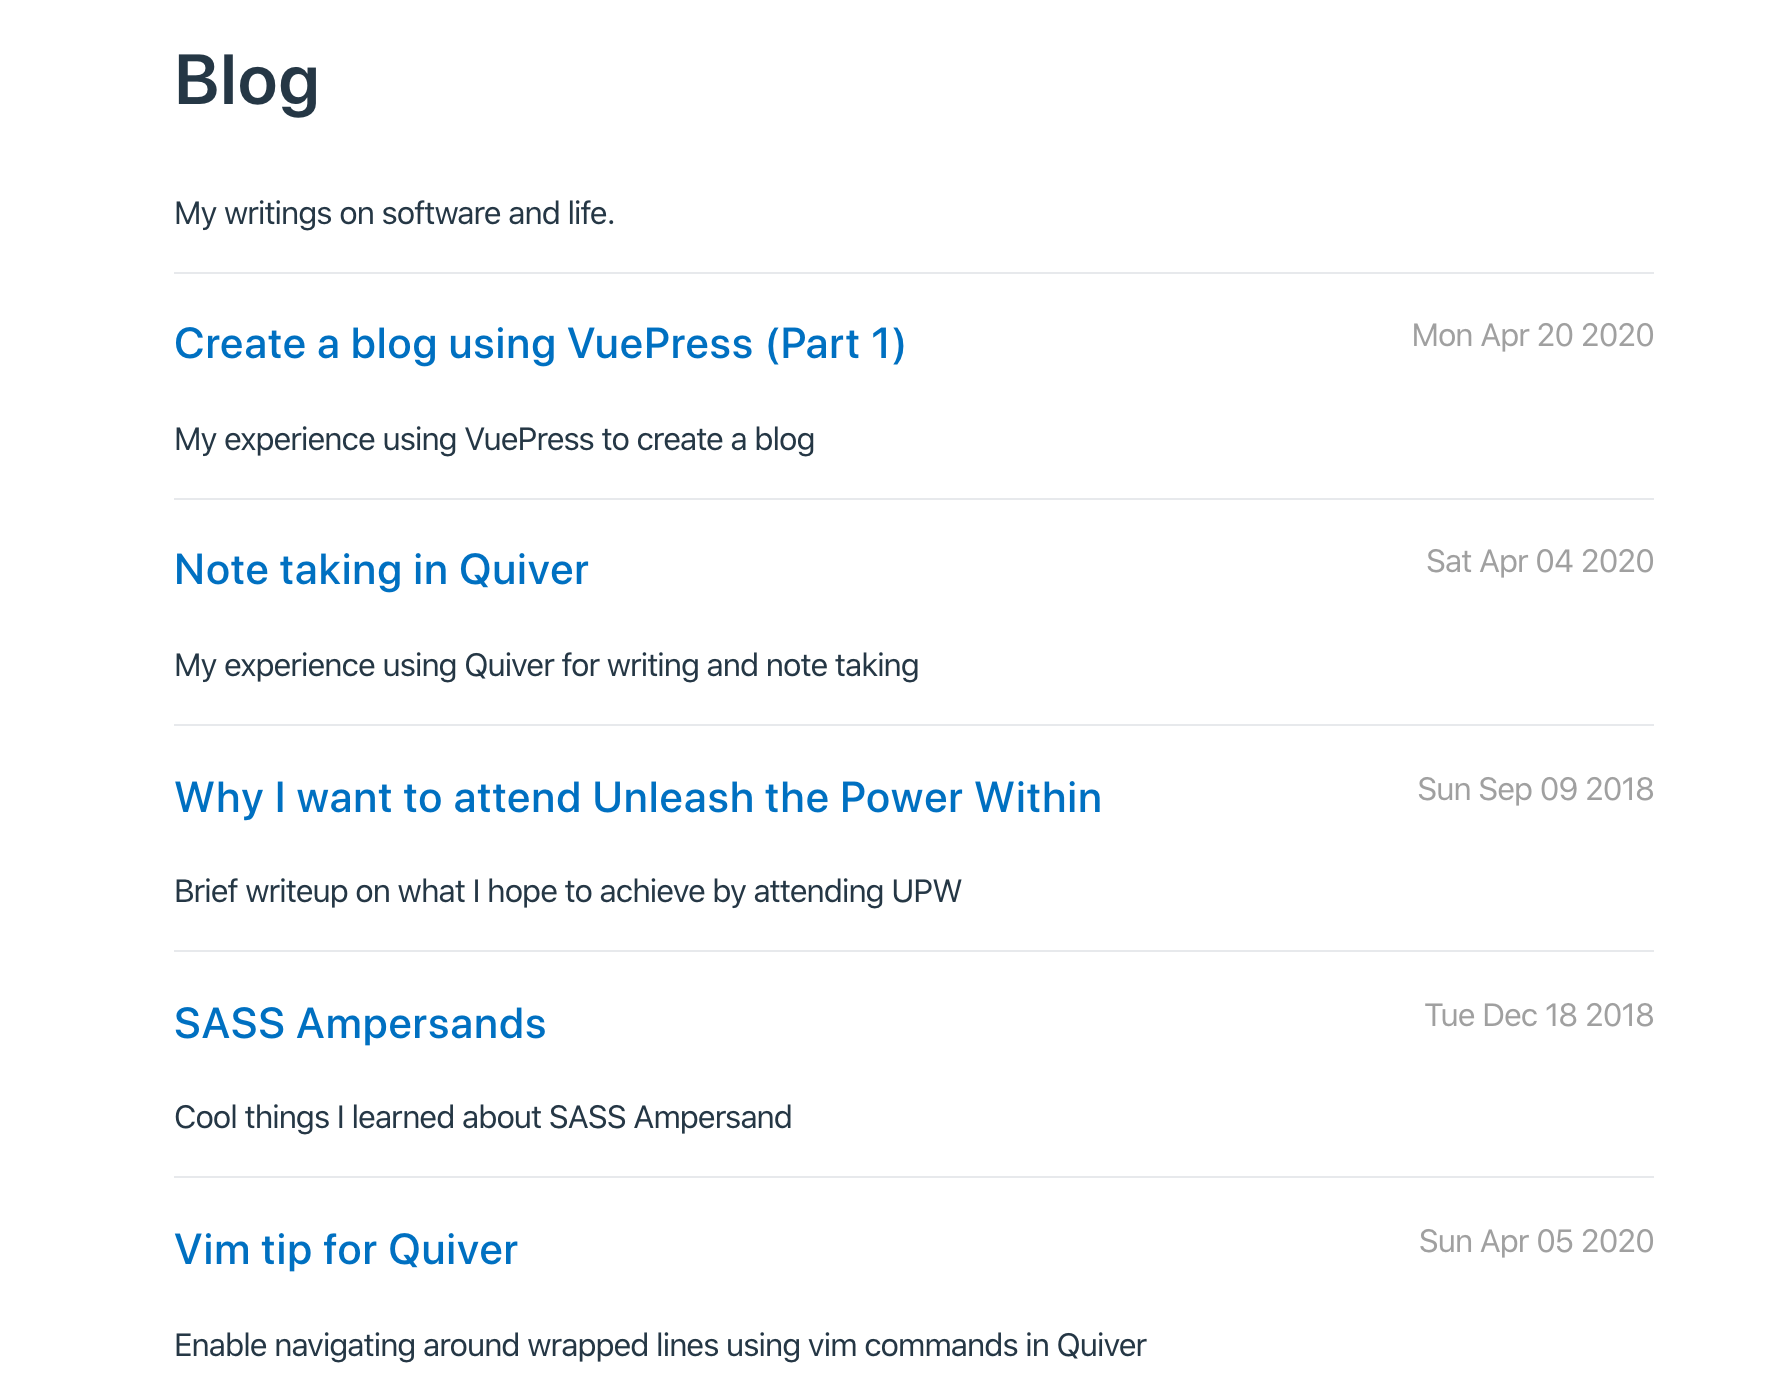 Blog
My writings on software and life.
Create a blog using VuePress (Part 1)
Mon Apr 20 2020
My experience using VuePress to create a blog
Note taking in Quiver
Sat Apr 04 2020
My experience using Quiver for writing and note taking
Why I want to attend Unleash the Power Within
Sun Sep 09 2018
Brief writeup on what I hope to achieve by attending UPW
SASS Ampersands
Tue Dec 18 2018
Cool things I learned about SASS Ampersand
Vim tip for Quiver
Sun Apr 05 2020
Enable navigating around wrapped lines using vim commands in Quiver